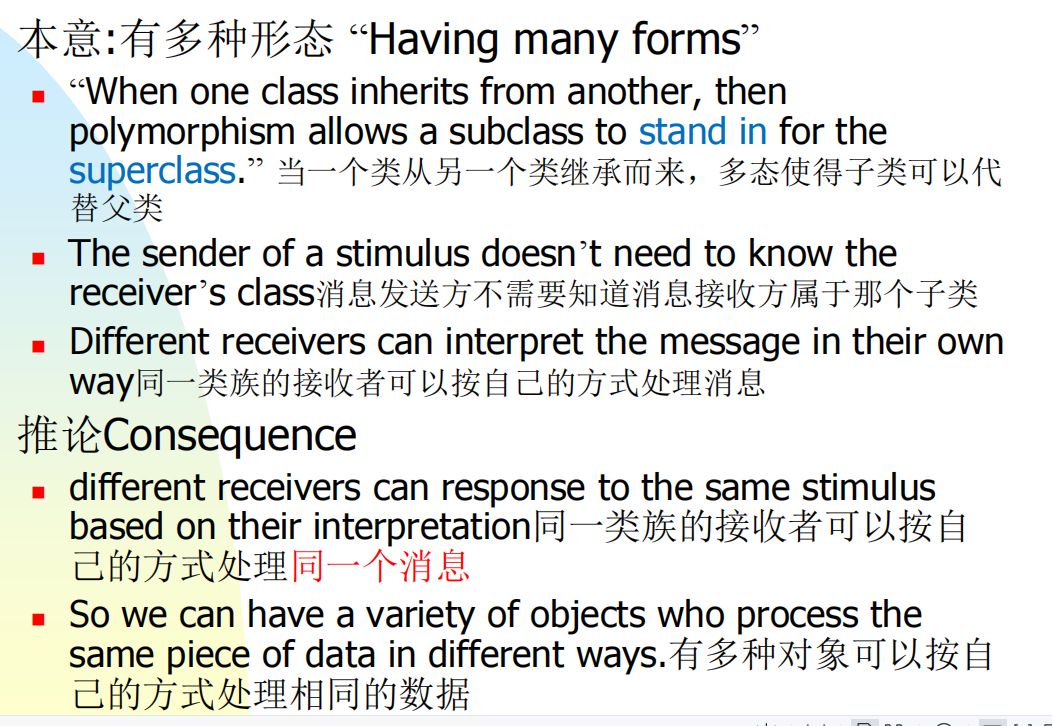 本意:有多种形态 “Having many forms”
“When one class inherits from another, then
polymorphism allows a subclass to stand in for the
superclass.” 当一个类从另一个类继承而来，多态使得子类可以代
替父类
The sender of a stimulus doesn’t need to know the
receiver’s class消息发送方不需要知道消息接收方属于那个子类
Different receivers can interpret the message in their own
way同一类族的接收者可以按自己的方式处理消息
推论Consequence
different receivers can response to the same stimulus
based on their interpretation同一类族的接收者可以按自
己的方式处理同一个消息
So we can have a variety of objects who process the
same piece of data in different ways.有多种对象可以按自
己的方式处理相同的数据